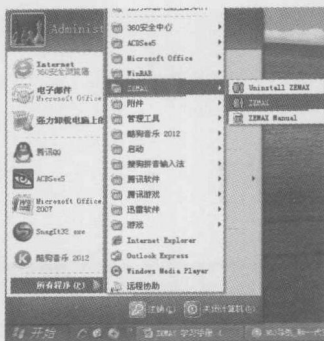 Administ
Internet
360安全浏览器
电子邮件
Microsoft Office
强力卸载电脑上的
腾讯QQ
ACDSee5
Microsoft Office
2007
SnagIt32 exe
酷狗音乐 2012
所有程序(P)
360安全中心
ACDSee5
Microsoft Office
WinRAR
ZEMAX
附件
管理工具
酷狗音乐 2012
启动
搜狗拼音输入法
腾讯软件
腾讯游戏
迅雷软件
游戏
Internet Explorer
Outlook Express
Windows Media Player
远程协助
Uninstall ZEMAX
ZEMAX
ZEMAX Manual
注销(L)
关闭计算机(U)
开始
ZEMAX 学习手册